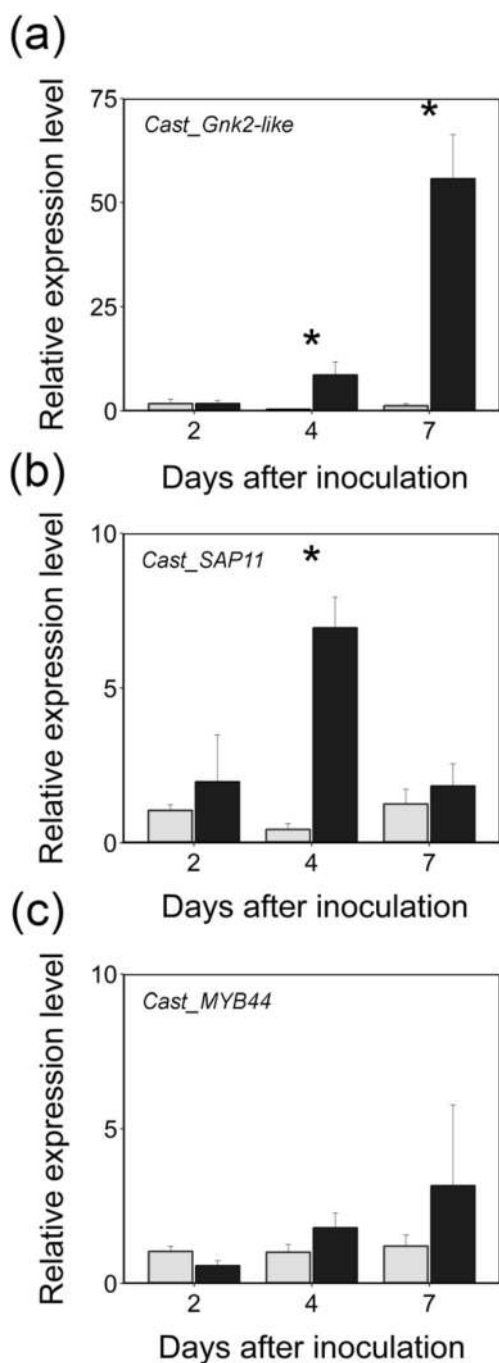 (a)
Relative expression level
75
50
25
0
Cast_Gnk2-like
*
*
2 4 7
Days after inoculation
(b)
Relative expression level
10
5
0
Cast_SAP11
*
2 4 7
Days after inoculation
(c)
Relative expression level
10
5
0
Cast_MYB44
2 4 7
Days after inoculation